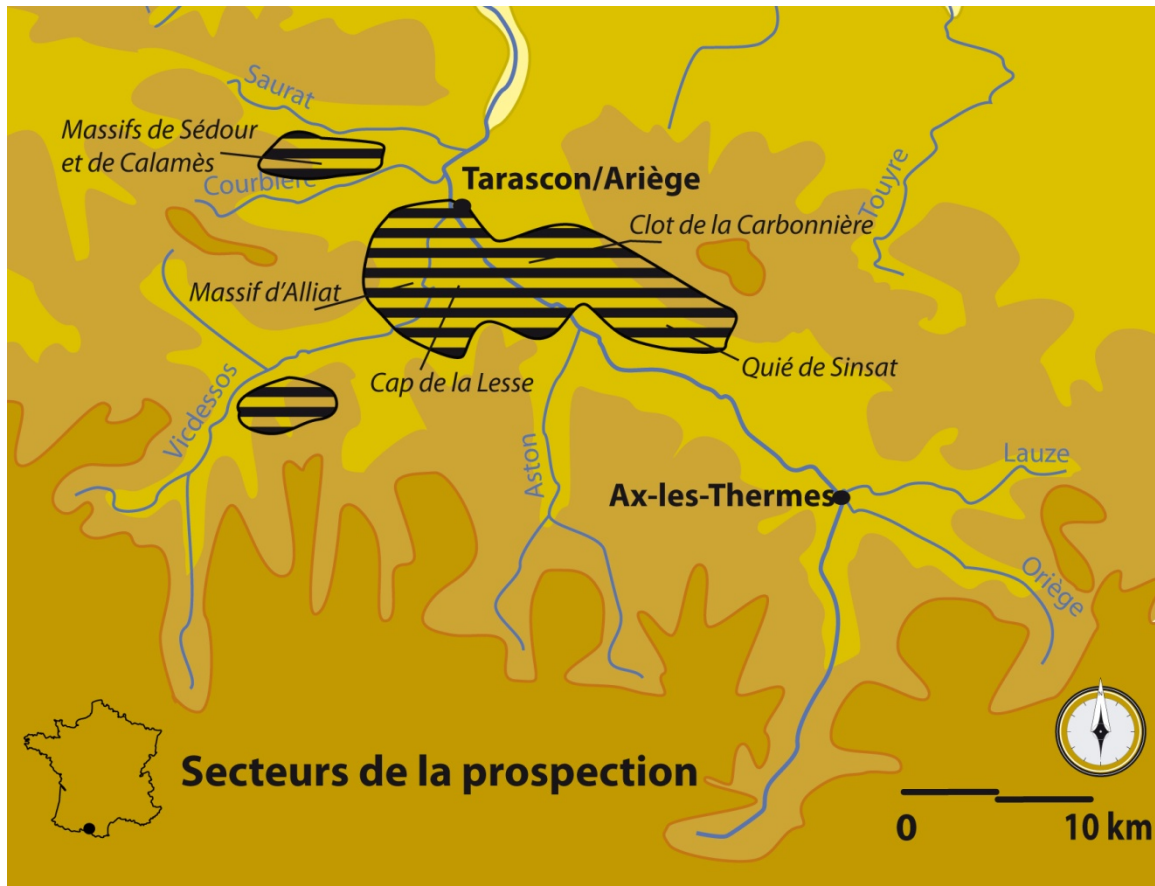 Saurat
Massifs de Sédour
et de Calamès
Courbière
Tarascon/Ariège
Touyre
Clot de la Carbonnière
Massif d'Alliat
Cap de la Lesse
Quié de Sinsat
Vicdessos
Aston
Lauze
Ax-les-Thermes
Oriège
Secteurs de la prospection
0 10 km